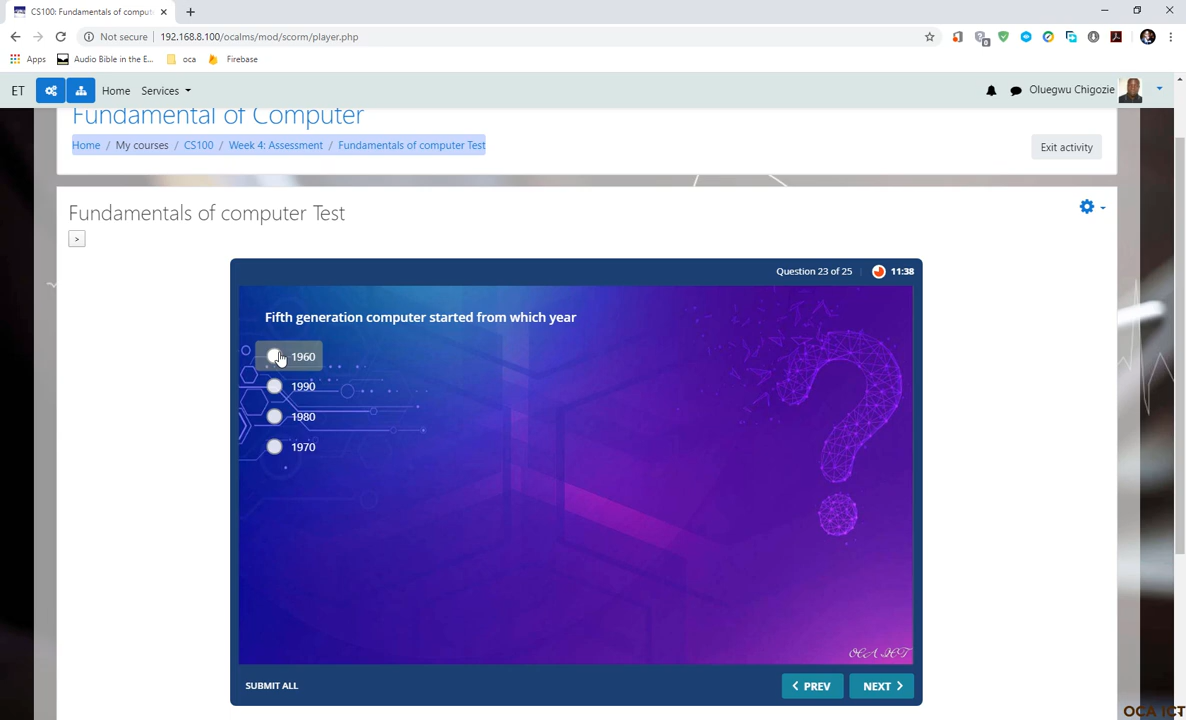 CS100: Fundamentals of comput
Not secure
192.168.8.100/ocalms/mod/scorm/player.php
Apps
Audio Bible in the E...
oca
Firebase
ET
Home
Services
Oluegwu Chigozie
Fundamental of Computer
Home / My courses / CS100 / Week 4: Assessment / Fundamentals of computer Test
Exit activity
Fundamentals of computer Test
>
Question 23 of 25
11:38
Fifth generation computer started from which year
1960
1990
1980
1970
OCA ICT
SUBMIT ALL
PREV
NEXT
OCA ICT